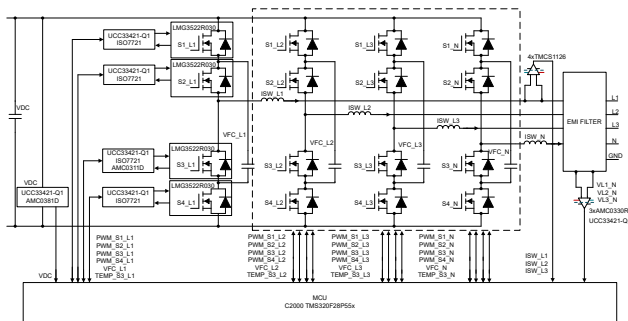 LMG3522R030
UCC33421-Q1
ISO7721
S1_L1
S1_L2
S1_L3
S1_N
4xTMCS1126
LMG3522R030
UCC33421-Q1
ISO7721
S2_L1
S2_L2
S2_L3
S2_N
ISW_L1
L1
VDC
ISW_L2
L2
EMI FILTER
ISW_L3
L3
ISW_N
N
VFC_L1
VFC_L2
VFC_L3
VFC_N
GND
LMG3522R030
UCC33421-Q1
ISO7721
AMC0311D
S3_L1
S3_L2
S3_L3
S3_N
VDC
LMG3522R030
UCC33421-Q1
AMC0381D
UCC33421-Q1
ISO7721
S4_L1
S4_L2
S4_L3
S4_N
VL1_N
VL2_N
VL3_N
3xAMC0330R
UCC33421-Q1
PWM_S1_L1
PWM_S2_L1
PWM_S3_L1
PWM_S4_L1
VFC_L1
TEMP_S3_L1
PWM_S1_L2
PWM_S2_L2
PWM_S3_L2
PWM_S4_L2
VFC_L2
TEMP_S3_L2
PWM_S1_L3
PWM_S2_L3
PWM_S3_L3
PWM_S4_L3
VFC_L3
TEMP_S3_L3
PWM_S1_N
PWM_S2_N
PWM_S3_N
PWM_S4_N
VFC_N
TEMP_S3_N
ISW_L1
ISW_L2
ISW_L3
VDC
MCU
C2000 TMS320F28P55x